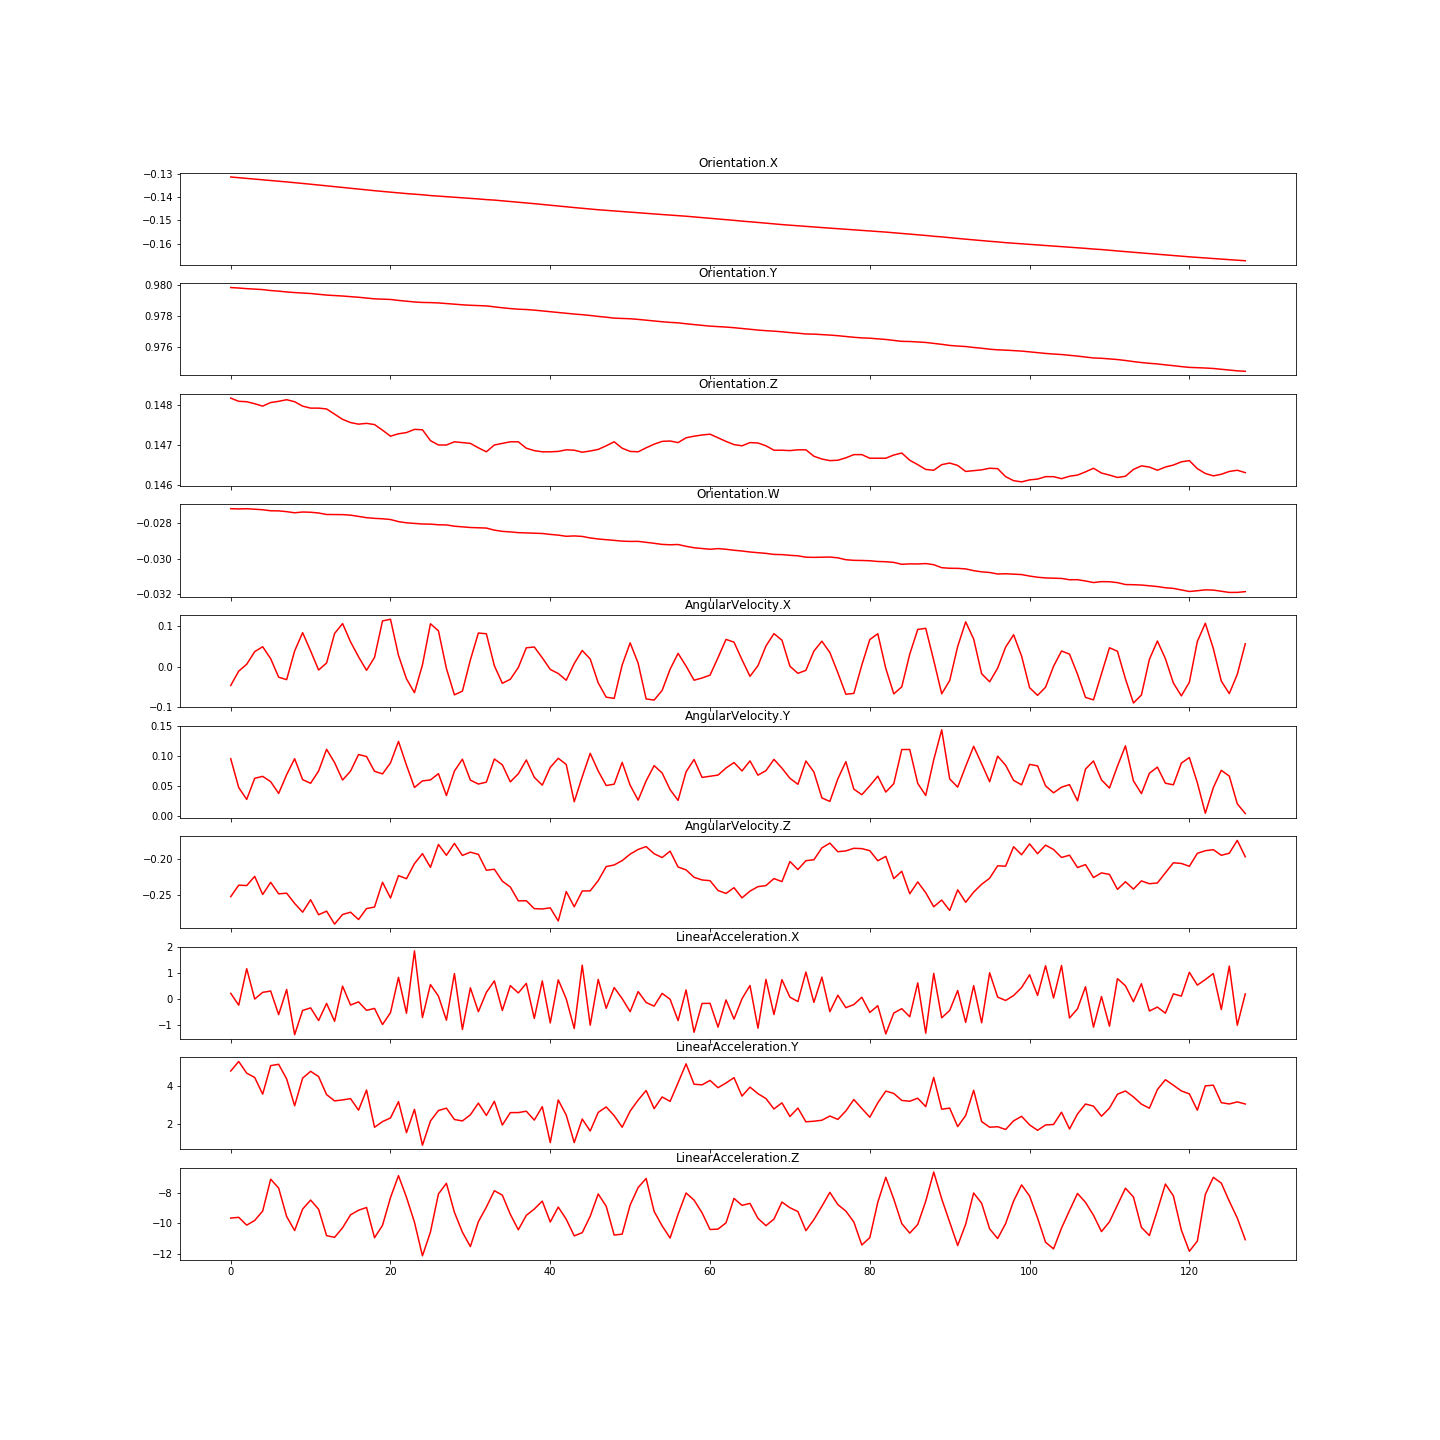 Orientation.X
−0.13
−0.14
−0.15
−0.16
Orientation.Y
0.980
0.978
0.976
Orientation.Z
0.148
0.147
0.146
Orientation.W
−0.028
−0.030
−0.032
AngularVelocity.X
0.1
0.0
−0.1
AngularVelocity.Y
0.15
0.10
0.05
0.00
AngularVelocity.Z
−0.20
−0.25
LinearAcceleration.X
2
1
0
−1
LinearAcceleration.Y
4
2
LinearAcceleration.Z
−8
−10
−12
0 20 40 60 80 100 120